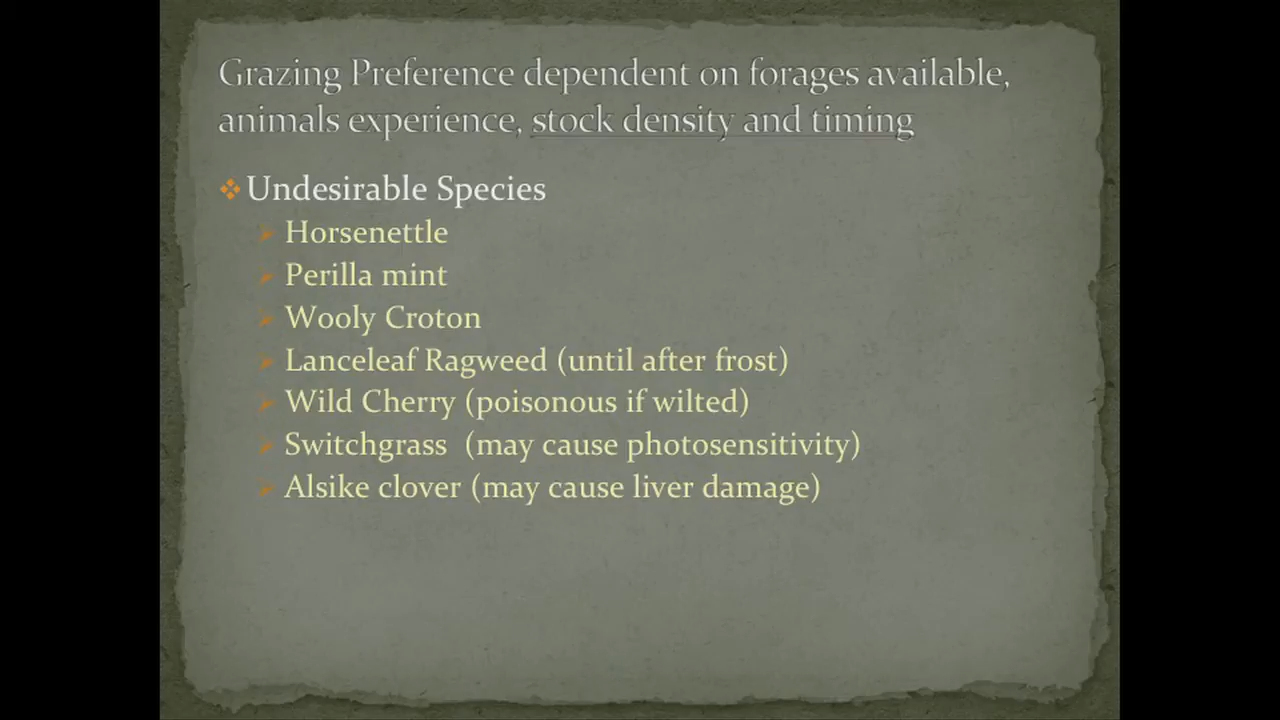 Grazing Preference dependent on forages available,
animals experience, stock density and timing
Undesirable Species
Horsenettle
Perilla mint
Wooly Croton
Lanceleaf Ragweed (until after frost)
Wild Cherry (poisonous if wilted)
Switchgrass  (may cause photosensitivity)
Alsike clover (may cause liver damage)